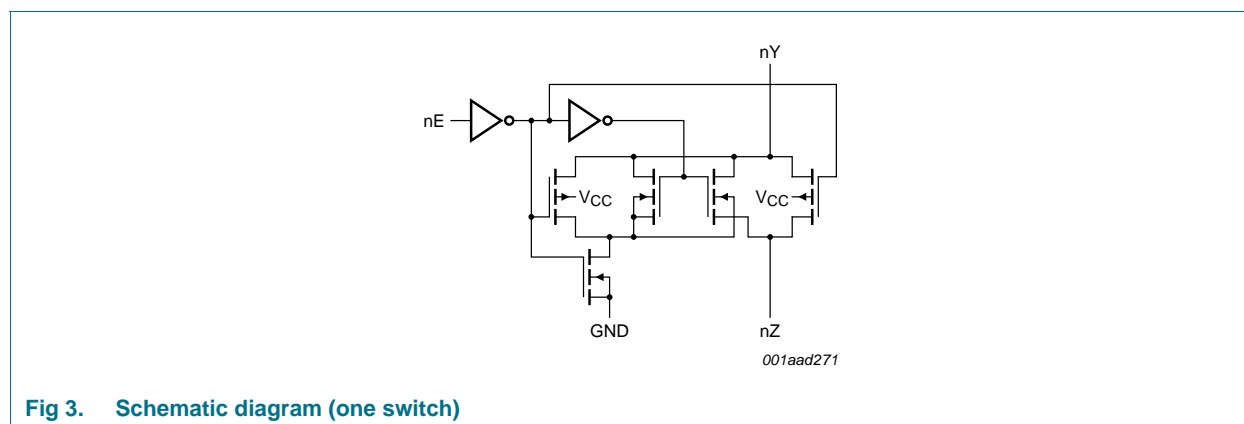 nY
nE
VCC
VCC
GND
nZ
001aad271
Fig 3. Schematic diagram (one switch)